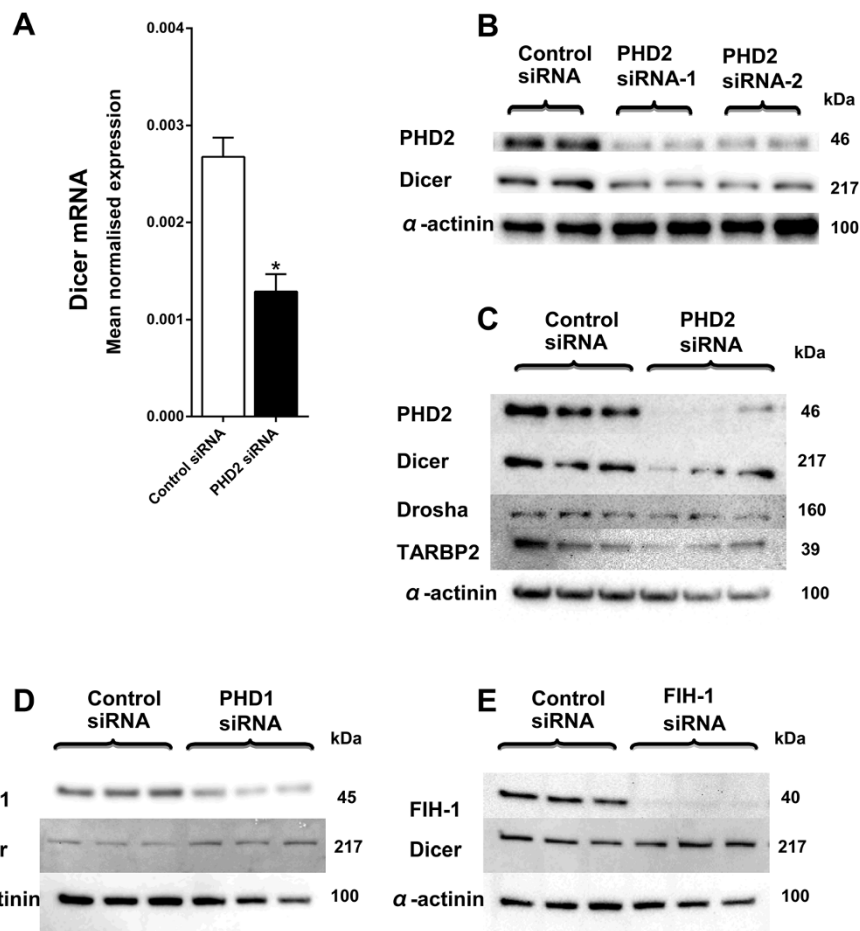 A
0.004
0.003
0.002
0.001
0.000
Dicer mRNA
Mean normalised expression
*
Control siRNA
PHD2 siRNA
B
Control siRNA
PHD2 siRNA-1
PHD2 siRNA-2
kDa
PHD2 46
Dicer 217
α-actinin 100
C
Control siRNA
PHD2 siRNA
kDa
PHD2 46
Dicer 217
Drosha 160
TARBP2 39
α-actinin 100
D
Control siRNA
PHD1 siRNA
kDa
1 45
r 217
tinin 100
E
Control siRNA
FIH-1 siRNA
kDa
FIH-1 40
Dicer 217
α-actinin 100